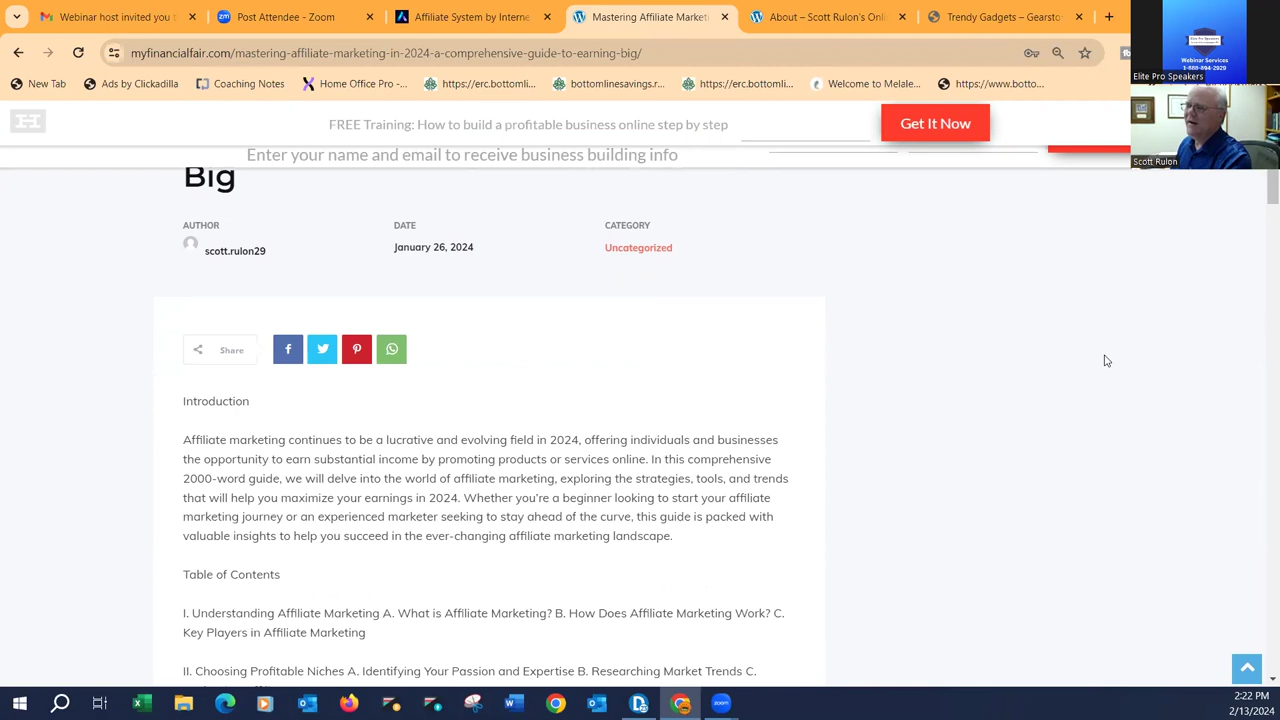 Webinar host invited you t
Post Attendee - Zoom
Affiliate System by Interne
Mastering Affiliate Marketi
About – Scott Rulon's Onli
Trendy Gadgets – Gearsto
myfinancialfair.com/mastering-affiliate-marketing-in-2024-a-comprehensive-guide-to-earning-big/
New Tab
Ads by Clickadilla
Coaching Notes
Home Office Pro -...
https://erc.bottomli...
bottomlinesavings.r...
https://erc.bottomli...
Welcome to Melale...
https://www.botto...
Webinar Services
1-888-894-2929
Elite Pro Speakers
Scott Rulon
FREE Training: How to build a profitable business online step by step
Get It Now
Enter your name and email to receive business building info
Big
AUTHOR
DATE
CATEGORY
scott.rulon29
January 26, 2024
Uncategorized
Share
Introduction
Affiliate marketing continues to be a lucrative and evolving field in 2024, offering individuals and businesses
the opportunity to earn substantial income by promoting products or services online. In this comprehensive
2000-word guide, we will delve into the world of affiliate marketing, exploring the strategies, tools, and trends
that will help you maximize your earnings in 2024. Whether you're a beginner looking to start your affiliate
marketing journey or an experienced marketer seeking to stay ahead of the curve, this guide is packed with
valuable insights to help you succeed in the ever-changing affiliate marketing landscape.
Table of Contents
I. Understanding Affiliate Marketing A. What is Affiliate Marketing? B. How Does Affiliate Marketing Work? C.
Key Players in Affiliate Marketing
II. Choosing Profitable Niches A. Identifying Your Passion and Expertise B. Researching Market Trends C.
2:22 PM
2/13/2024